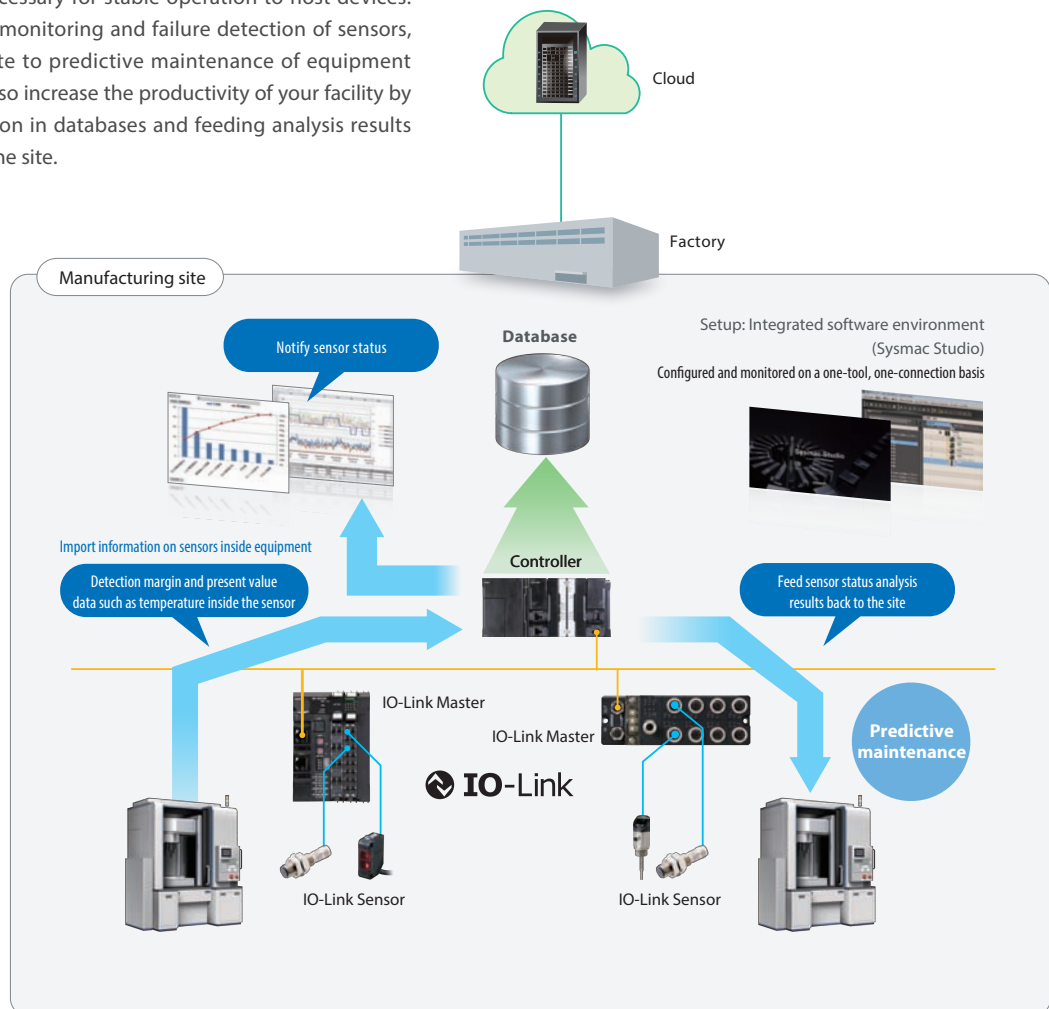 cessary for stable operation to host devices.
monitoring and failure detection of sensors,
te to predictive maintenance of equipment
so increase the productivity of your facility by
on in databases and feeding analysis results
ne site.
Cloud
Factory
Manufacturing site
Notify sensor status
Database
Setup: Integrated software environment
(Sysmac Studio)
Configured and monitored on a one-tool, one-connection basis
Sysmac Studio
Import information on sensors inside equipment
Detection margin and present value
data such as temperature inside the sensor
Controller
Feed sensor status analysis
results back to the site
IO-Link Master
IO-Link Master
Predictive
maintenance
IO-Link
IO-Link Sensor
IO-Link Sensor